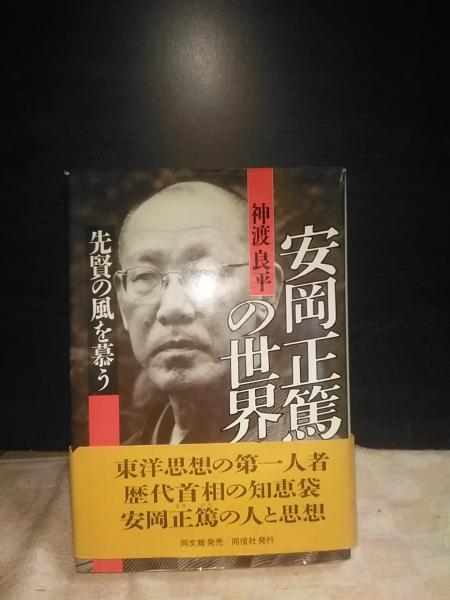 安岡正篤
の世界
神渡良平
先賢の風を慕う
東洋思想の第一人者
歴代首相の知恵袋
安岡正篤の人と思想
同文舘発売／同信社発行